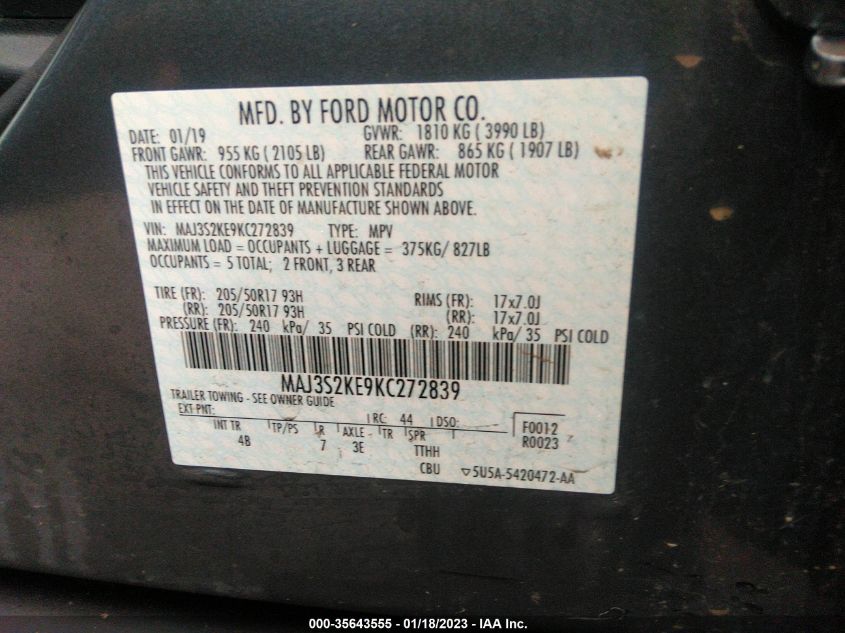 MFD. BY FORD MOTOR CO.
DATE: 01/19 GVWR: 1810 KG ( 3990 LB)
FRONT GAWR: 955 KG ( 2105 LB) REAR GAWR: 865 KG ( 1907 LB)
THIS VEHICLE CONFORMS TO ALL APPLICABLE FEDERAL MOTOR
VEHICLE SAFETY AND THEFT PREVENTION STANDARDS
IN EFFECT ON THE DATE OF MANUFACTURE SHOWN ABOVE.
VIN: MAJ3S2KE9KC272839 TYPE: MPV
MAXIMUM LOAD = OCCUPANTS + LUGGAGE = 375KG/ 827LB
OCCUPANTS = 5 TOTAL; 2 FRONT, 3 REAR
TIRE (FR): 205/50R17 93H RIMS (FR): 17x7.0J
(RR): 205/50R17 93H (RR): 17x7.0J
PRESSURE (FR): 240 kPa/ 35 PSI COLD (RR): 240 kPa/ 35 PSI COLD
MAJ3S2KE9KC272839
TRAILER TOWING - SEE OWNER GUIDE
EXT PNT: RC: 44 DSO: F0012
INT TR TP/PS R AXLE TR SPR R0023
4B 7 3E TTHH
CBU 5U5A-5420472-AA
000-35643555 - 01/18/2023 - IAA Inc.